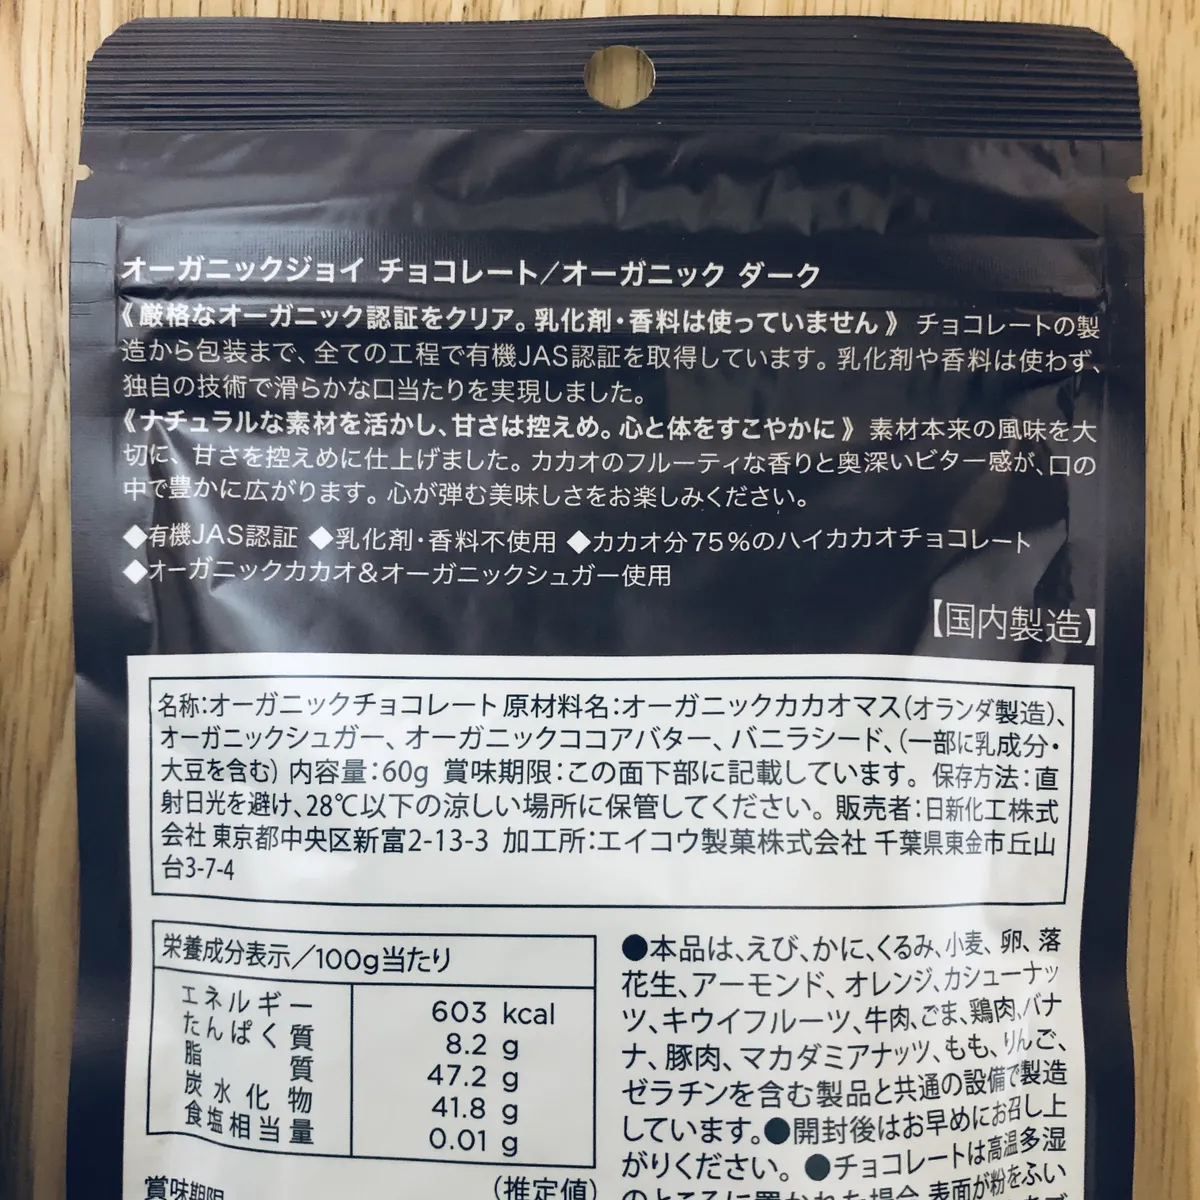 オーガニックジョイ チョコレート／オーガニック ダーク
《厳格なオーガニック認証をクリア。乳化剤・香料は使っていません》 チョコレートの製
造から包装まで、全ての工程で有機JAS認証を取得しています。乳化剤や香料は使わず、
独自の技術で滑らかな口当たりを実現しました。
《ナチュラルな素材を活かし、甘さは控えめ。心と体をすこやかに》 素材本来の風味を大
切に、甘さを控えめに仕上げました。カカオのフルーティな香りと奥深いビター感が、口の
中で豊かに広がります。心が弾む美味しさをお楽しみください。
◆有機JAS認証 ◆乳化剤・香料不使用 ◆カカオ分75%のハイカカオチョコレート
◆オーガニックカカオ&オーガニックシュガー使用
【国内製造】
名称:オーガニックチョコレート 原材料名:オーガニックカカオマス(オランダ製造)、
オーガニックシュガー、オーガニックココアバター、バニラシード、(一部に乳成分・
大豆を含む) 内容量:60g 賞味期限:この面下部に記載しています。 保存方法:直
射日光を避け、28℃以下の涼しい場所に保管してください。 販売者:日新化工株式
会社 東京都中央区新富2-13-3 加工所:エイコウ製菓株式会社 千葉県東金市丘山
台3-7-4
栄養成分表示／100g当たり
エネルギー 603 kcal
たんぱく質 8.2 g
脂質 47.2 g
炭水化物 41.8 g
食塩相当量 0.01 g
(推定値)
賞味期限
●本品は、えび、かに、くるみ、小麦、卵、落
花生、アーモンド、オレンジ、カシューナッ
ツ、キウイフルーツ、牛肉、ごま、鶏肉、バナ
ナ、豚肉、マカダミアナッツ、もも、りんご、
ゼラチンを含む製品と共通の設備で製造
しています。●開封後はお早めにお召し上
がりください。 ●チョコレートは高温多湿
のところに置かれた場合、表面が粉をふい